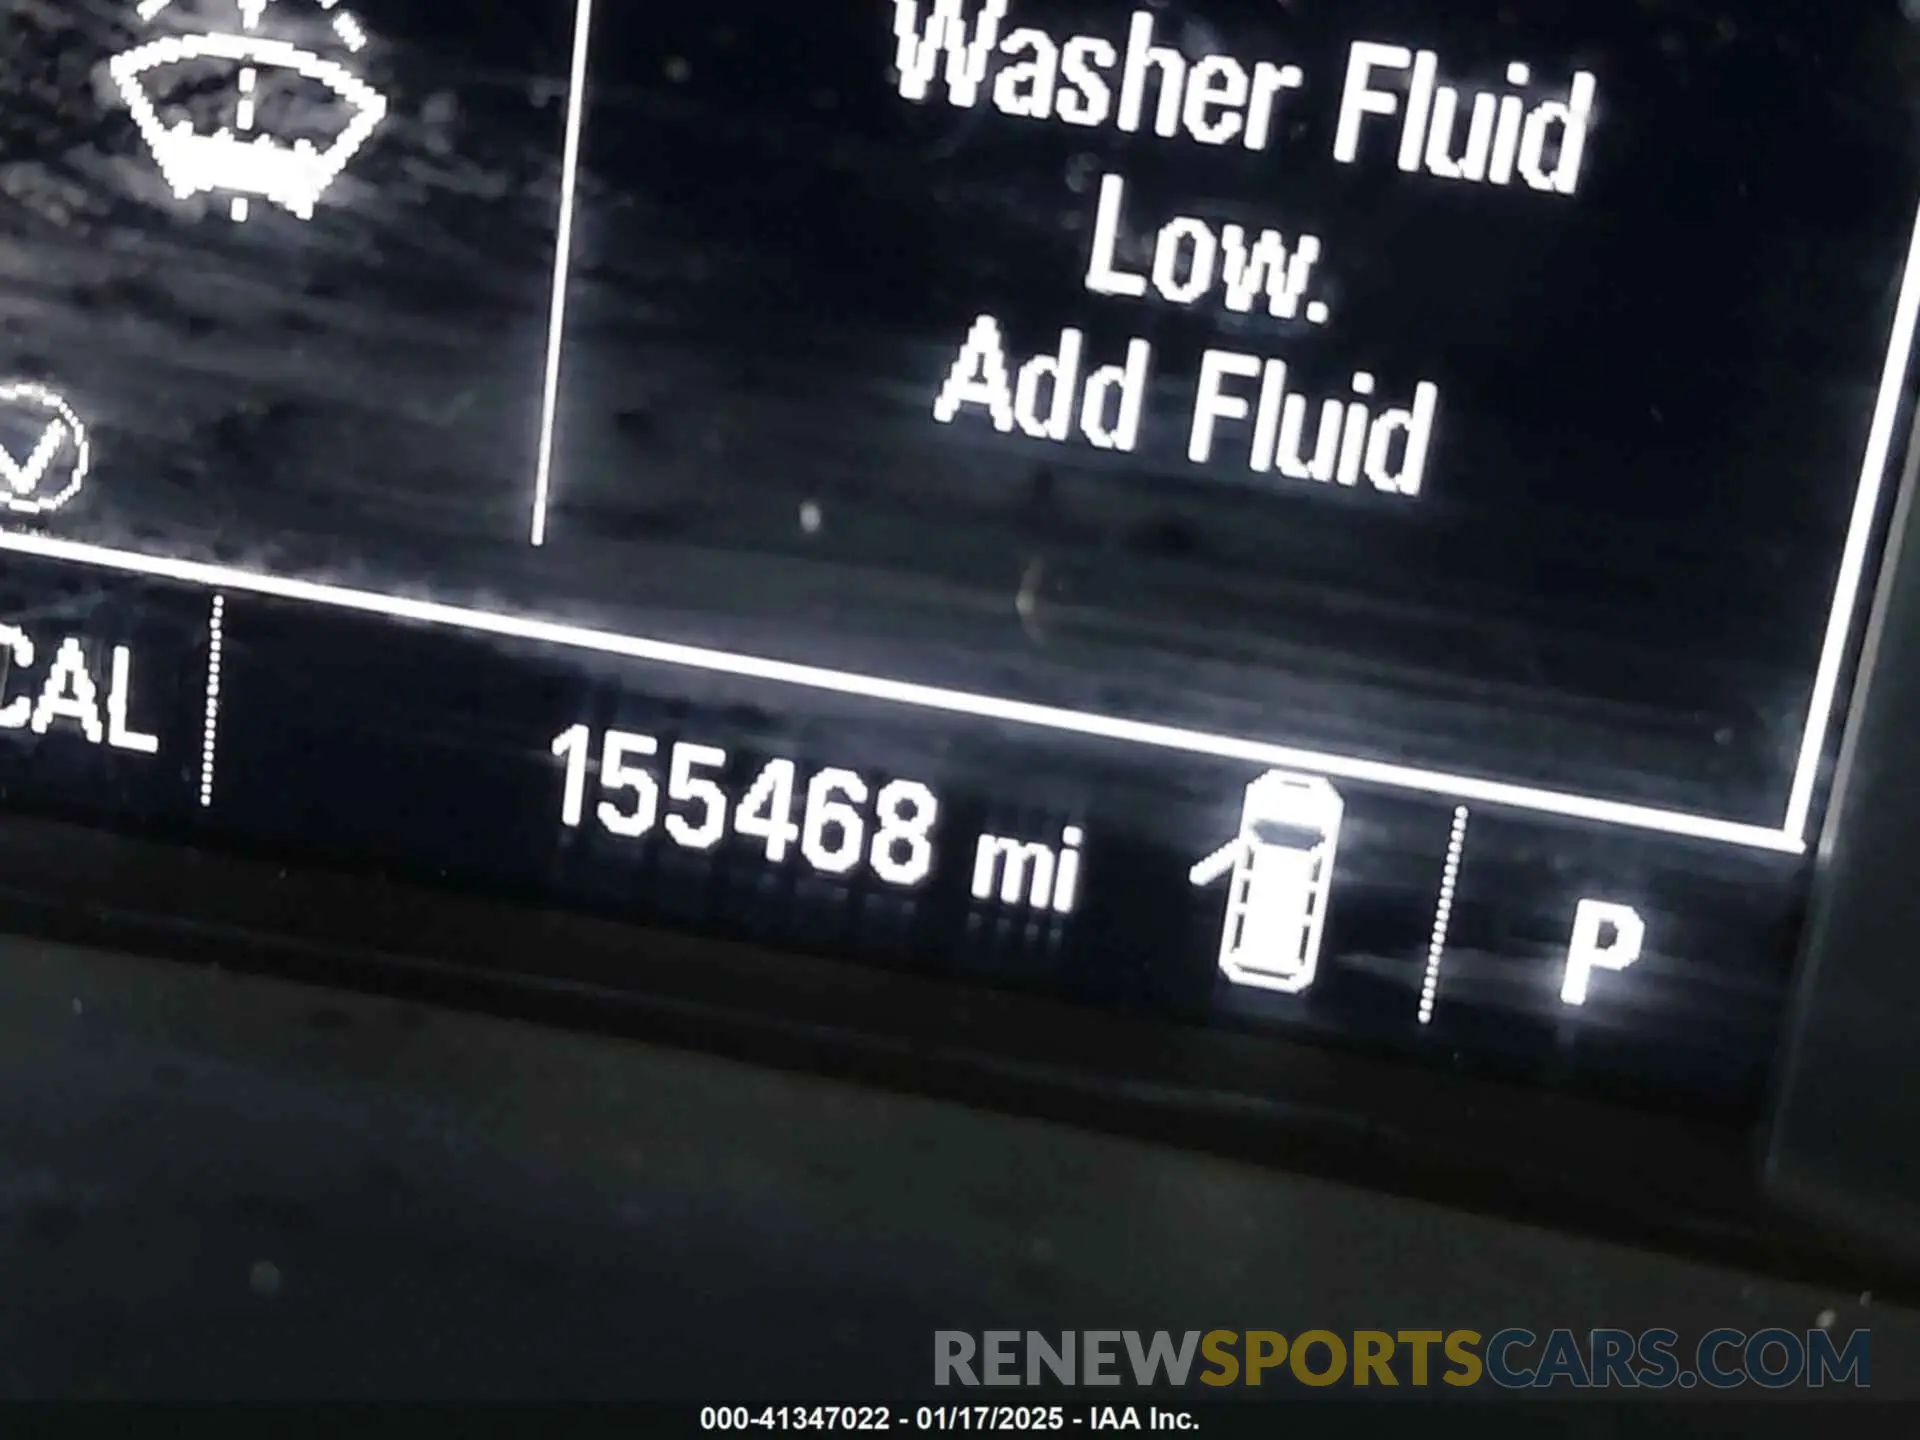 Washer Fluid
Low.
Add Fluid
CAL
155468 mi
P
RENEWSPORTSCARS.COM
000-41347022 - 01/17/2025 - IAA Inc.